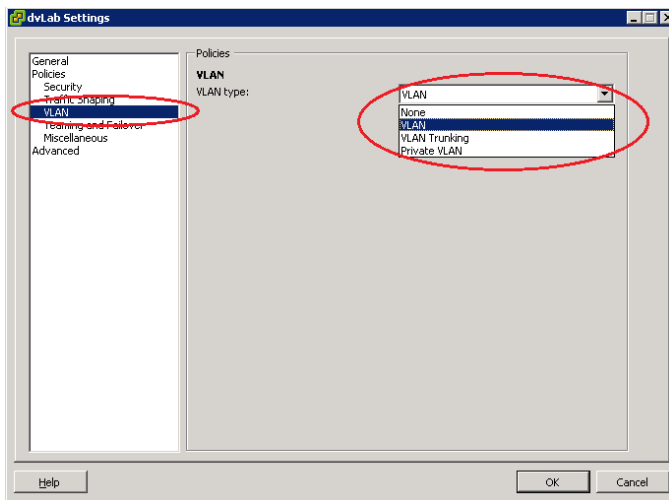 dvLab Settings
General
Policies
Security
Traffic Shaping
VLAN
Teaming and Failover
Miscellaneous
Advanced
Policies
VLAN
VLAN type:
VLAN
None
VLAN
VLAN Trunking
Private VLAN
Help
OK
Cancel